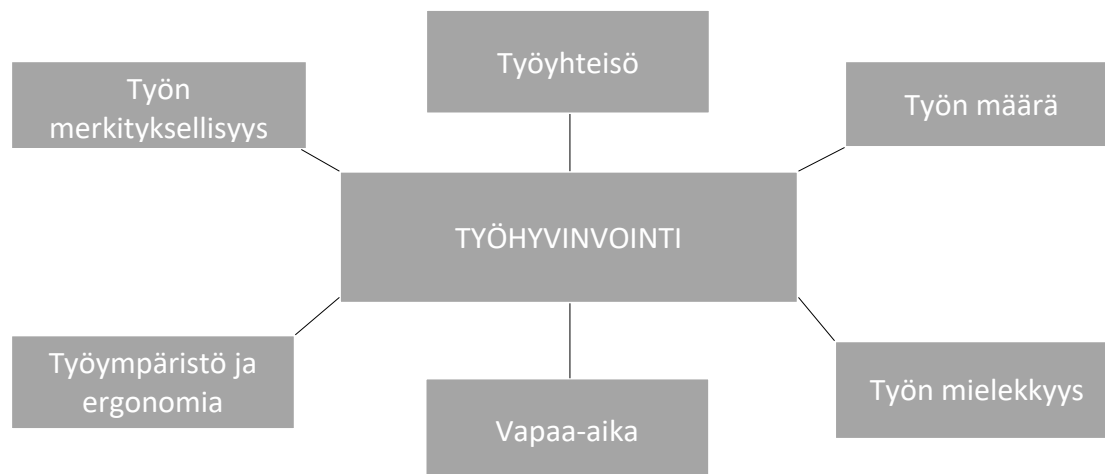 Työyhteisö
Työn
merkityksellisyys
Työn määrä
TYÖHYVINVOINTI
Työympäristö ja
ergonomia
Vapaa-aika
Työn mielekkyys